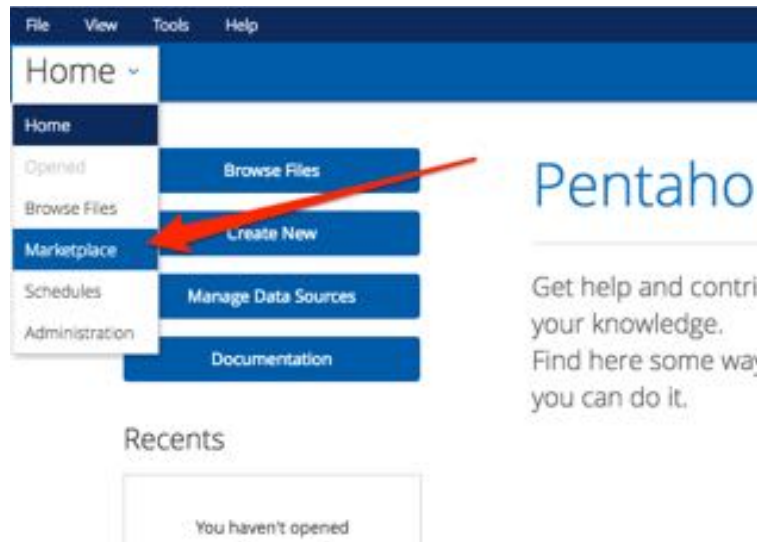 File View Tools Help
Home
Home
Opened
Browse Files
Marketplace
Schedules
Administration
Browse Files
Create New
Manage Data Sources
Documentation
Recents
You haven't opened
Pentaho
Get help and contri
your knowledge.
Find here some way
you can do it.